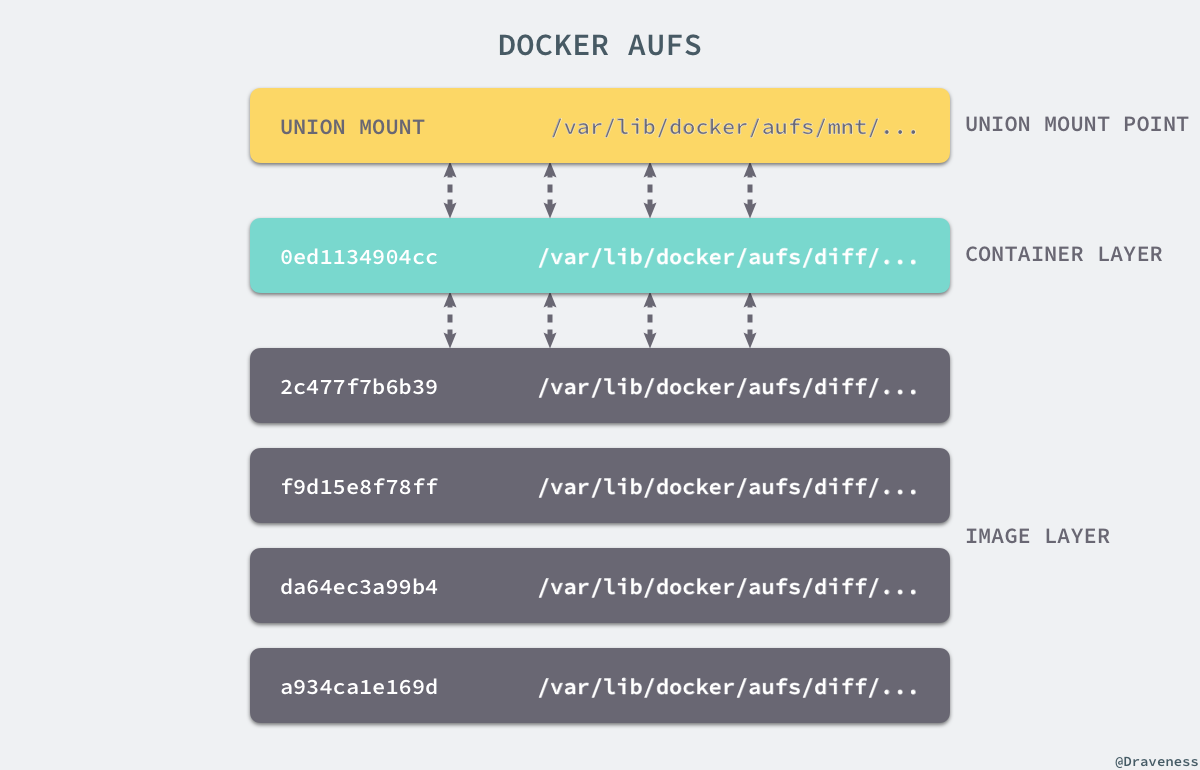 DOCKER AUFS
UNION MOUNT /var/lib/docker/aufs/mnt/... UNION MOUNT POINT
0ed1134904cc /var/lib/docker/aufs/diff/... CONTAINER LAYER
2c477f7b6b39 /var/lib/docker/aufs/diff/...
f9d15e8f78ff /var/lib/docker/aufs/diff/...
IMAGE LAYER
da64ec3a99b4 /var/lib/docker/aufs/diff/...
a934ca1e169d /var/lib/docker/aufs/diff/...
@Draveness